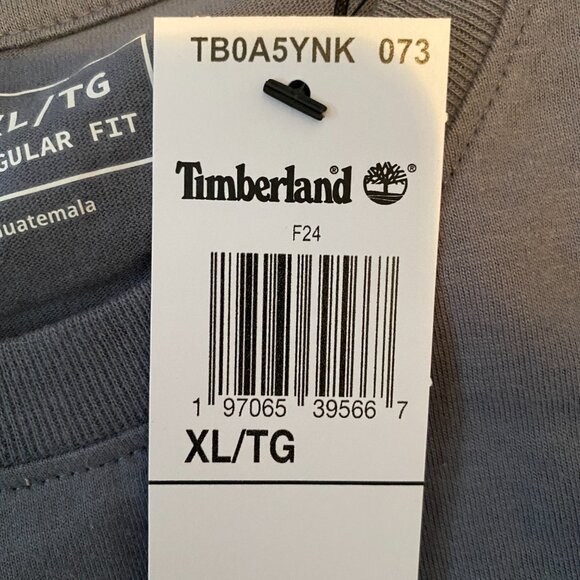 TB0A5YNK 073
Timberland®
®
F24
1 97065 39566 7
XL/TG
XL/TG
GULAR FIT
uatemala